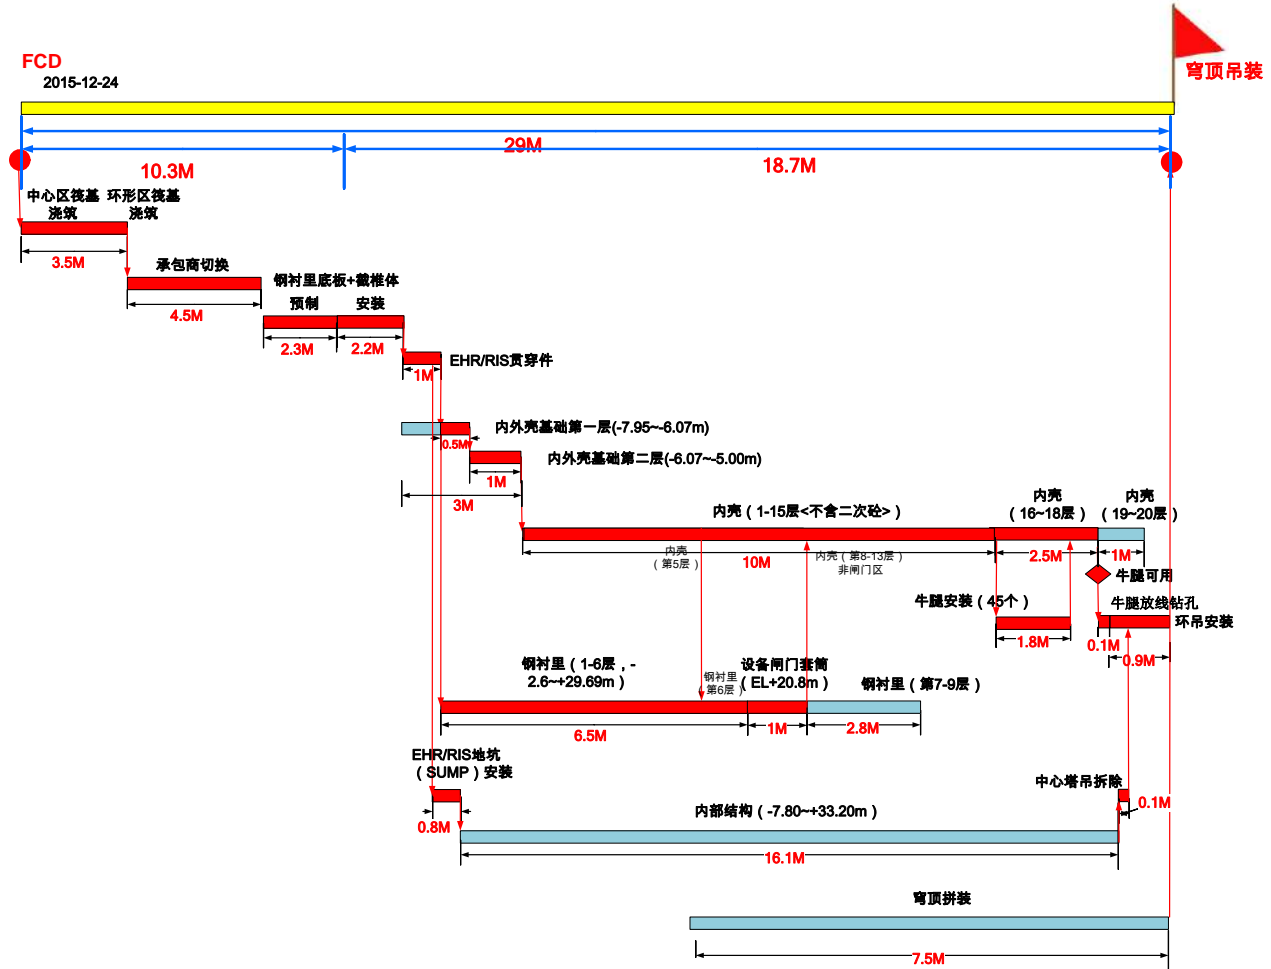 FCD
2015-12-24
穹顶吊装
29M
10.3M
18.7M
中心区筏基 环形区筏基
浇筑 浇筑
3.5M
承包商切换
4.5M
钢衬里底板+截椎体
预制 安装
2.3M
2.2M
EHR/RIS贯穿件
1M
内外壳基础第一层(-7.95~-6.07m)
0.5M
内外壳基础第二层(-6.07~-5.00m)
1M
3M
内壳（1-15层<不含二次砼>）
内壳
（16~18层）
内壳
（19~20层）
内壳
（第5层）
10M
内壳（第8-13层）
非闸门区
2.5M
1M
牛腿可用
牛腿安装（45个）
1.8M
牛腿放线钻孔
环吊安装
0.1M
0.9M
钢衬里（1-6层，-
2.6~+29.69m）
钢衬里
（第6层）
设备闸门套筒
（EL+20.8m）
钢衬里（第7-9层）
6.5M
1M
2.8M
EHR/RIS地坑
（SUMP）安装
0.8M
内部结构（-7.80~+33.20m）
中心塔吊拆除
0.1M
16.1M
穹顶拼装
7.5M